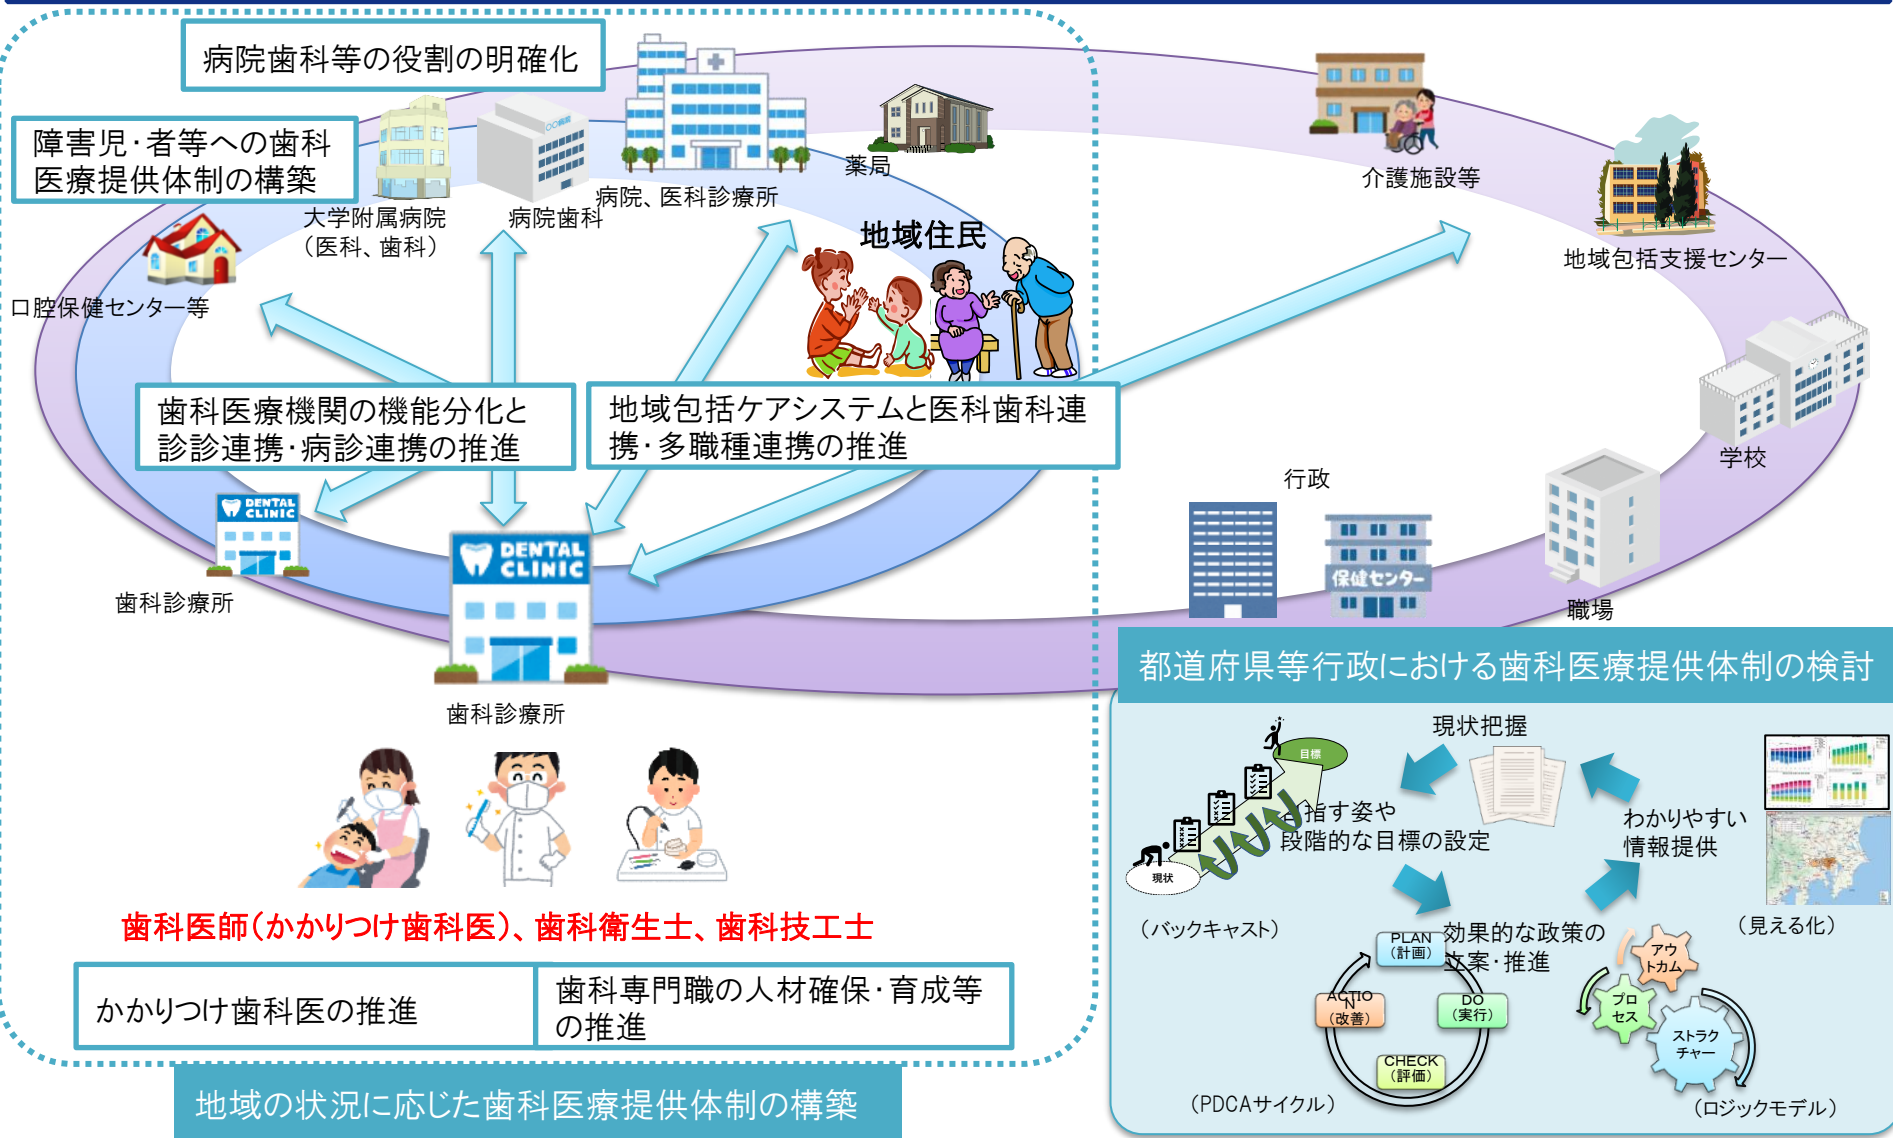 病院歯科等の役割の明確化
障害児・者等への歯科
医療提供体制の構築
大学附属病院
（医科、歯科）
〇〇病院
病院歯科
病院、医科診療所
薬局
介護施設等
地域包括支援センター
口腔保健センター等
地域住民
学校
歯科医療機関の機能分化と
診診連携・病診連携の推進
地域包括ケアシステムと医科歯科連
携・多職種連携の推進
行政
保健センター
職場
DENTAL
CLINIC
歯科診療所
DENTAL
CLINIC
歯科診療所
歯科医師（かかりつけ歯科医）、歯科衛生士、歯科技工士
かかりつけ歯科医の推進
歯科専門職の人材確保・育成等
の推進
地域の状況に応じた歯科医療提供体制の構築
都道府県等行政における歯科医療提供体制の検討
現状把握
目標
指す姿や
段階的な目標の設定
現状
（バックキャスト）
わかりやすい
情報提供
（見える化）
効果的な政策の
立案・推進
PLAN
（計画）
DO
（実行）
CHECK
（評価）
ACTIO
N
（改善）
（PDCAサイクル）
アウ
トカム
プロ
セス
ストラク
チャー
（ロジックモデル）